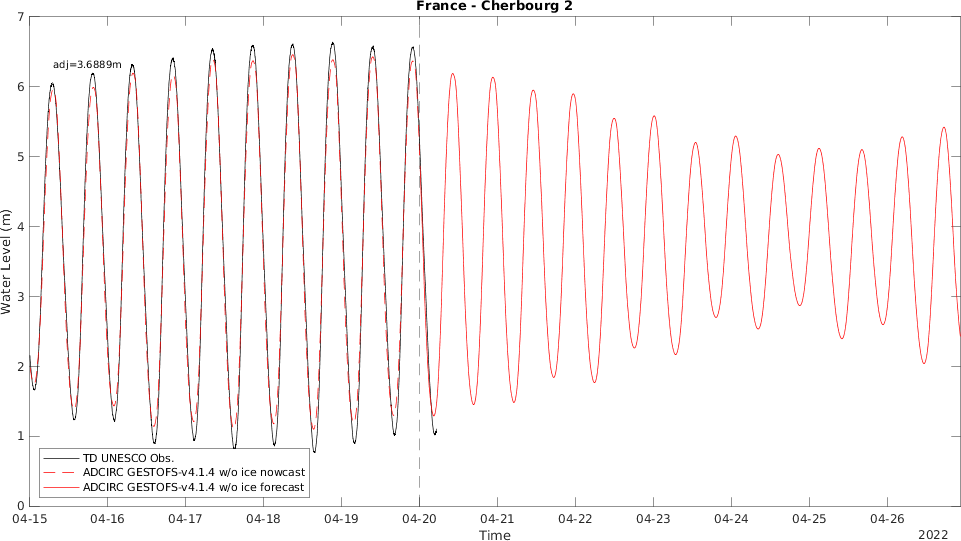 France - Cherbourg 2
7
adj=3.6889m
6
5
4
3
2
1
0
Water Level (m)
TD UNESCO Obs.
ADCIRC GESTOFS-v4.1.4 w/o ice nowcast
ADCIRC GESTOFS-v4.1.4 w/o ice forecast
04-15 04-16 04-17 04-18 04-19 04-20 04-21 04-22 04-23 04-24 04-25 04-26
Time
2022